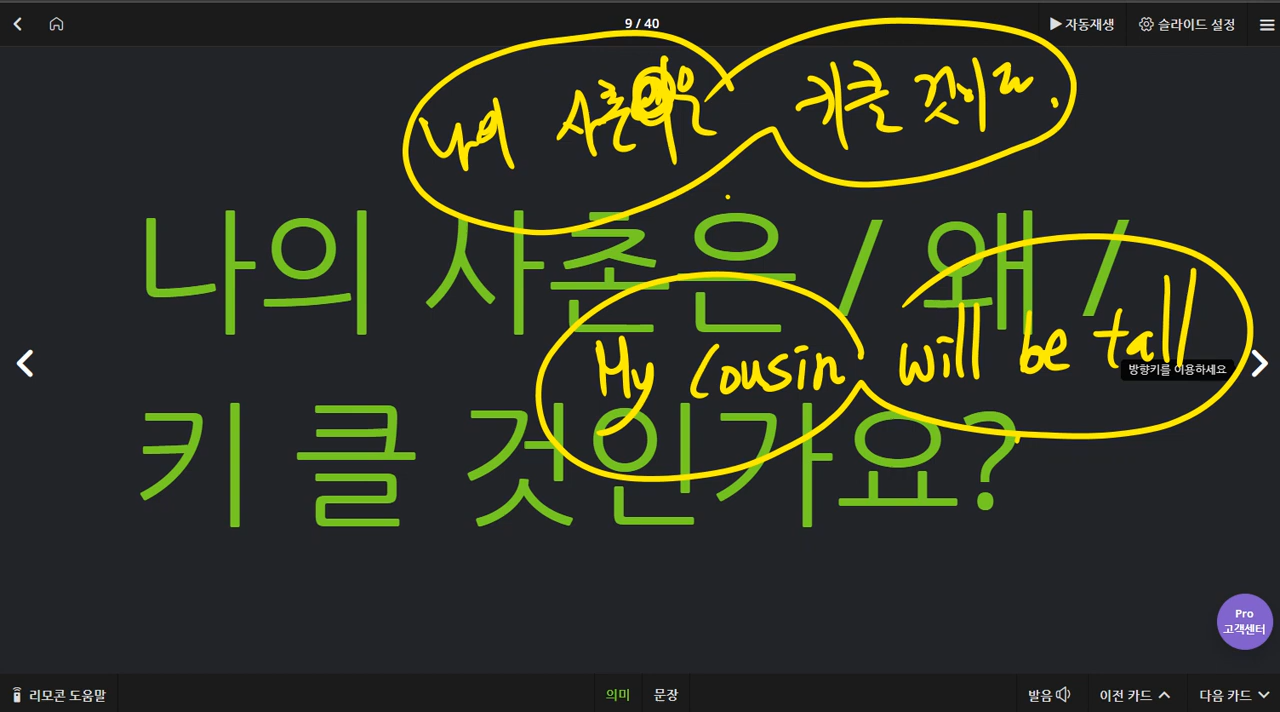 9 / 40
자동재생
슬라이드 설정
나의 사촌은 키클 것이다.
나의 사촌은 / 왜 /
My cousin will be tall
방향키를 이용하세요
키 클 것인가요?
Pro
고객센터
리모콘 도움말
의미
문장
발음
이전 카드
다음 카드